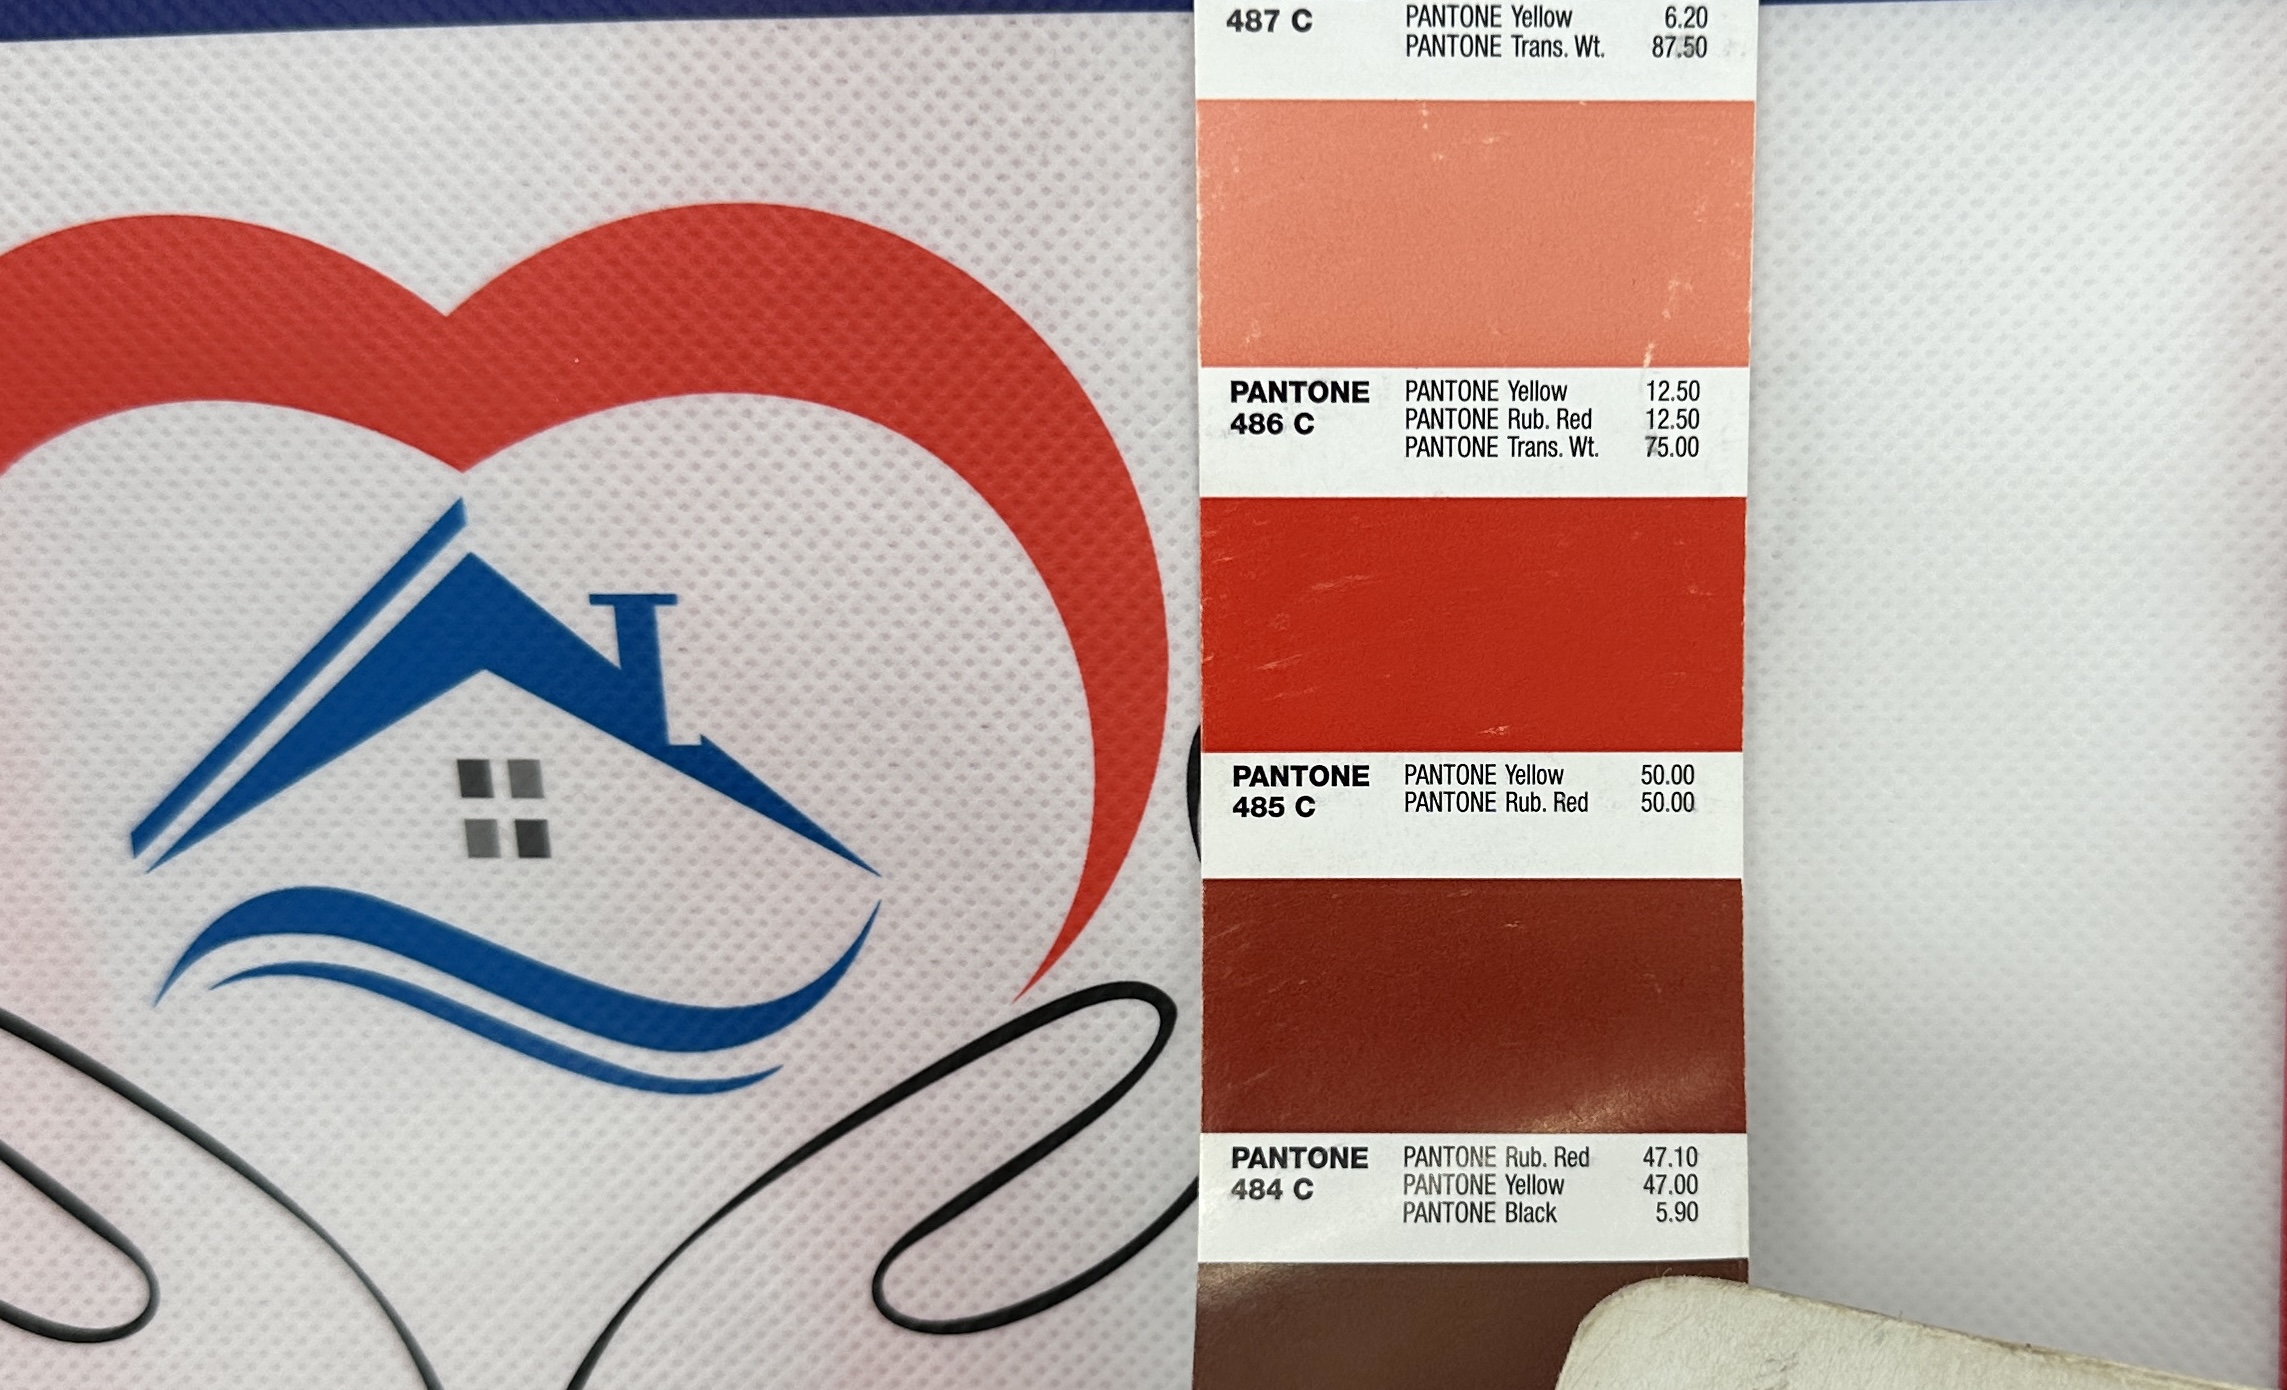 487 C PANTONE Yellow 6.20
PANTONE Trans. Wt. 87.50
PANTONE PANTONE Yellow 12.50
486 C PANTONE Rub. Red 12.50
PANTONE Trans. Wt. 75.00
PANTONE PANTONE Yellow 50.00
485 C PANTONE Rub. Red 50.00
PANTONE PANTONE Rub. Red 47.10
484 C PANTONE Yellow 47.00
PANTONE Black 5.90